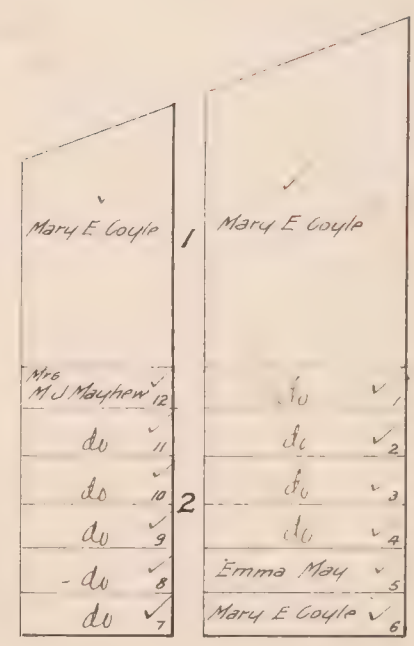 Mary E Coyle
1
Mary E Coyle
Mrs
M J Mayhew 12
do 11
do 10
do 9
- do 8
do 7
2
do 1
do 2
do 3
do 4
Emma May 5
Mary E Coyle 6